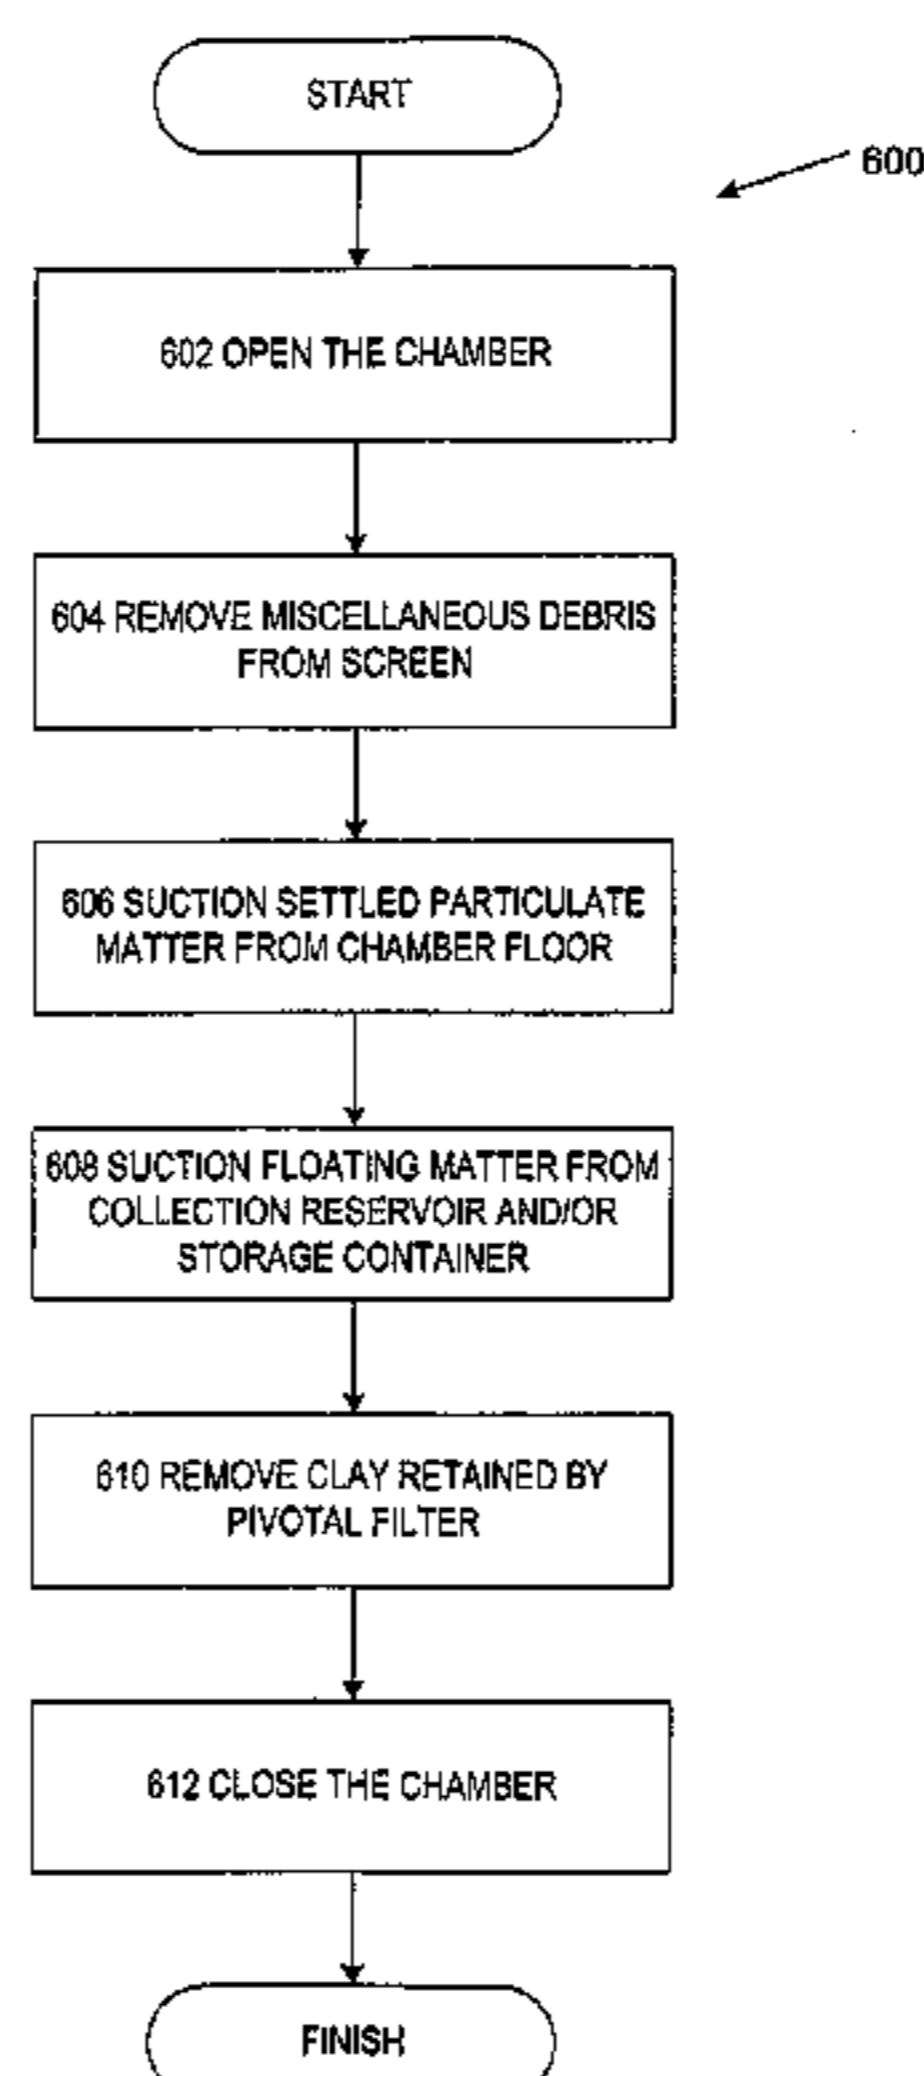 START
600
602 OPEN THE CHAMBER
604 REMOVE MISCELLANEOUS DEBRIS
FROM SCREEN
606 SUCTION SETTLED PARTICULATE
MATTER FROM CHAMBER FLOOR
608 SUCTION FLOATING MATTER FROM
COLLECTION RESERVOIR AND/OR
STORAGE CONTAINER
610 REMOVE CLAY RETAINED BY
PIVOTAL FILTER
612 CLOSE THE CHAMBER
FINISH